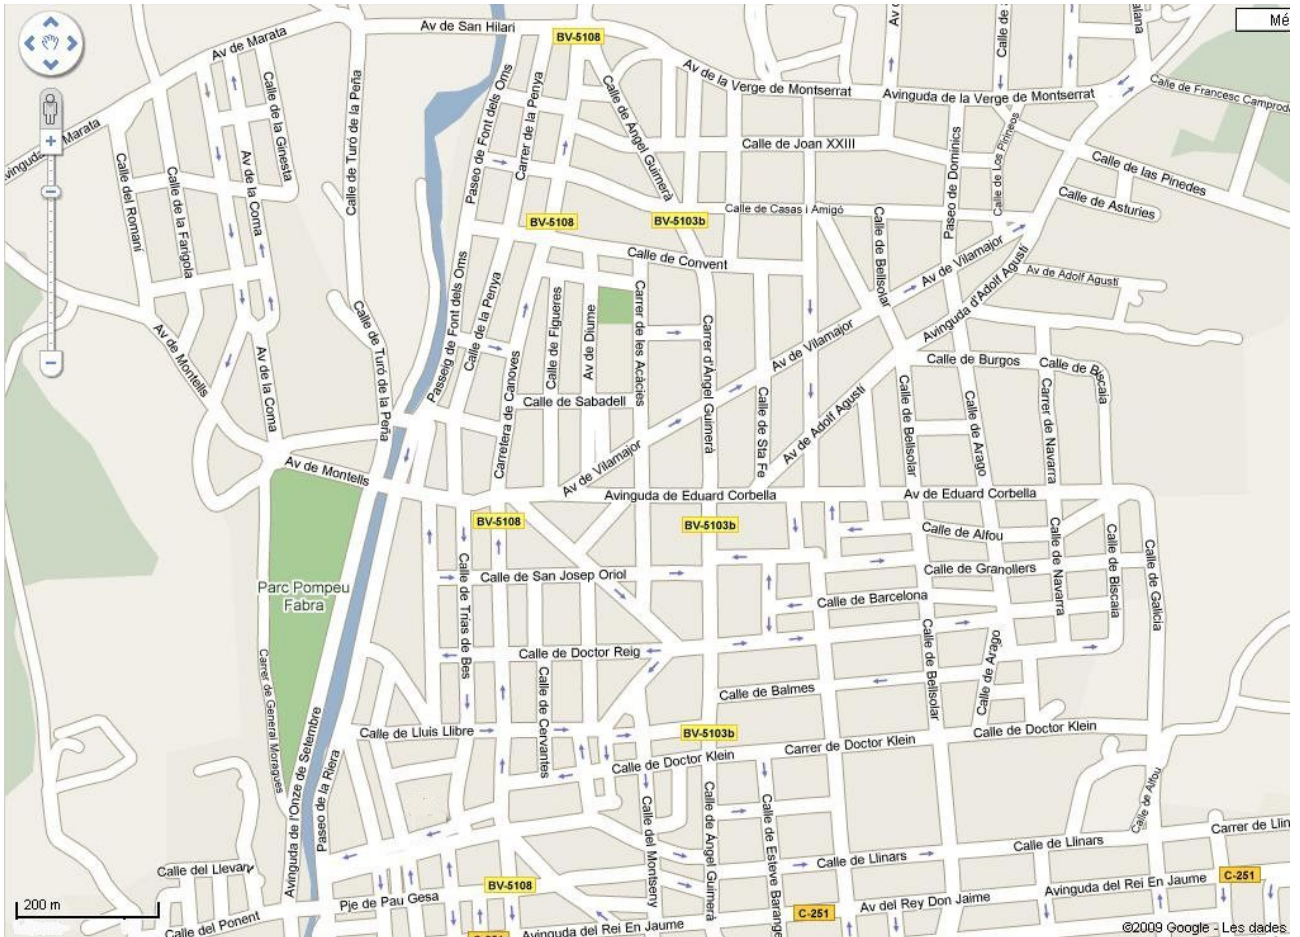 Av de San Hilari
Av de Marata
BV-5108
Mé
Av de la Verge de Montserrat
Avinguda de la Verge de Montserrat
Calle de Francesc Camprodo
Calle de la Ginesta
Calle de Turó de la Peña
Paseo de Font dels Oms
Carrer de la Penya
Calle de Àngel Guimerà
Calle de Joan XXIII
Calle de Los Pirineos
Calle de las Pinedes
Calle del Romaní
Calle de la Farigola
Av de la Coma
Calle de Casas i Amigó
Paseo de Dominics
Calle de Asturies
BV-5108
BV-5103b
Calle de Bellsolar
Av de Vilamajor
Calle de Convent
Avinguda d'Adolf Agustí
Av de Adolf Agustí
Passeig de Font dels Oms
Calle de la Penya
Calle de Figueres
Av de Diume
Carrer de les Acàcies
Carrer d'Àngel Guimerà
Av de Vilamajor
Calle de Turó de la Peña
Av de Montells
Av de la Coma
Carretera de Canoves
Calle de Sabadell
Calle de Sta Fe
Av de Adolf Agustí
Calle de Burgos
Calle de Biscaia
Calle de Bellsolar
Calle de Arago
Carrer de Navarra
Av de Vilamajor
Av de Montells
Avinguda de Eduard Corbella
Av de Eduard Corbella
BV-5108
BV-5103b
Calle de Alfou
Calle de Granollers
Calle de Navarra
Calle de Biscaia
Calle de Galicia
Parc Pompeu
Fabra
Calle de San Josep Oriol
Calle de Trias de Bes
Calle de Barcelona
Calle de Doctor Reig
Calle de Bellsolar
Calle de Arago
Carrer de General Moragues
Calle de Cervantes
Calle de Balmes
Calle de Lluis Llibre
BV-5103b
Calle de Doctor Klein
Carrer de Doctor Klein
Calle de Doctor Klein
Avinguda de l'Onze de Setembre
Paseo de la Riera
Calle del Montseny
Calle de Àngel Guimerà
Calle de Esteve Barange
Calle de Alfou
Calle de Llinars
Calle de Llinars
Carrer de Llin
Calle del Llevant
BV-5108
Pje de Pau Gesa
Avinguda del Rei En Jaume
C-251
Av del Rey Don Jaime
C-251
200 m
Calle del Ponent
Avinguda del Rei En Jaume
©2009 Google - Les dades